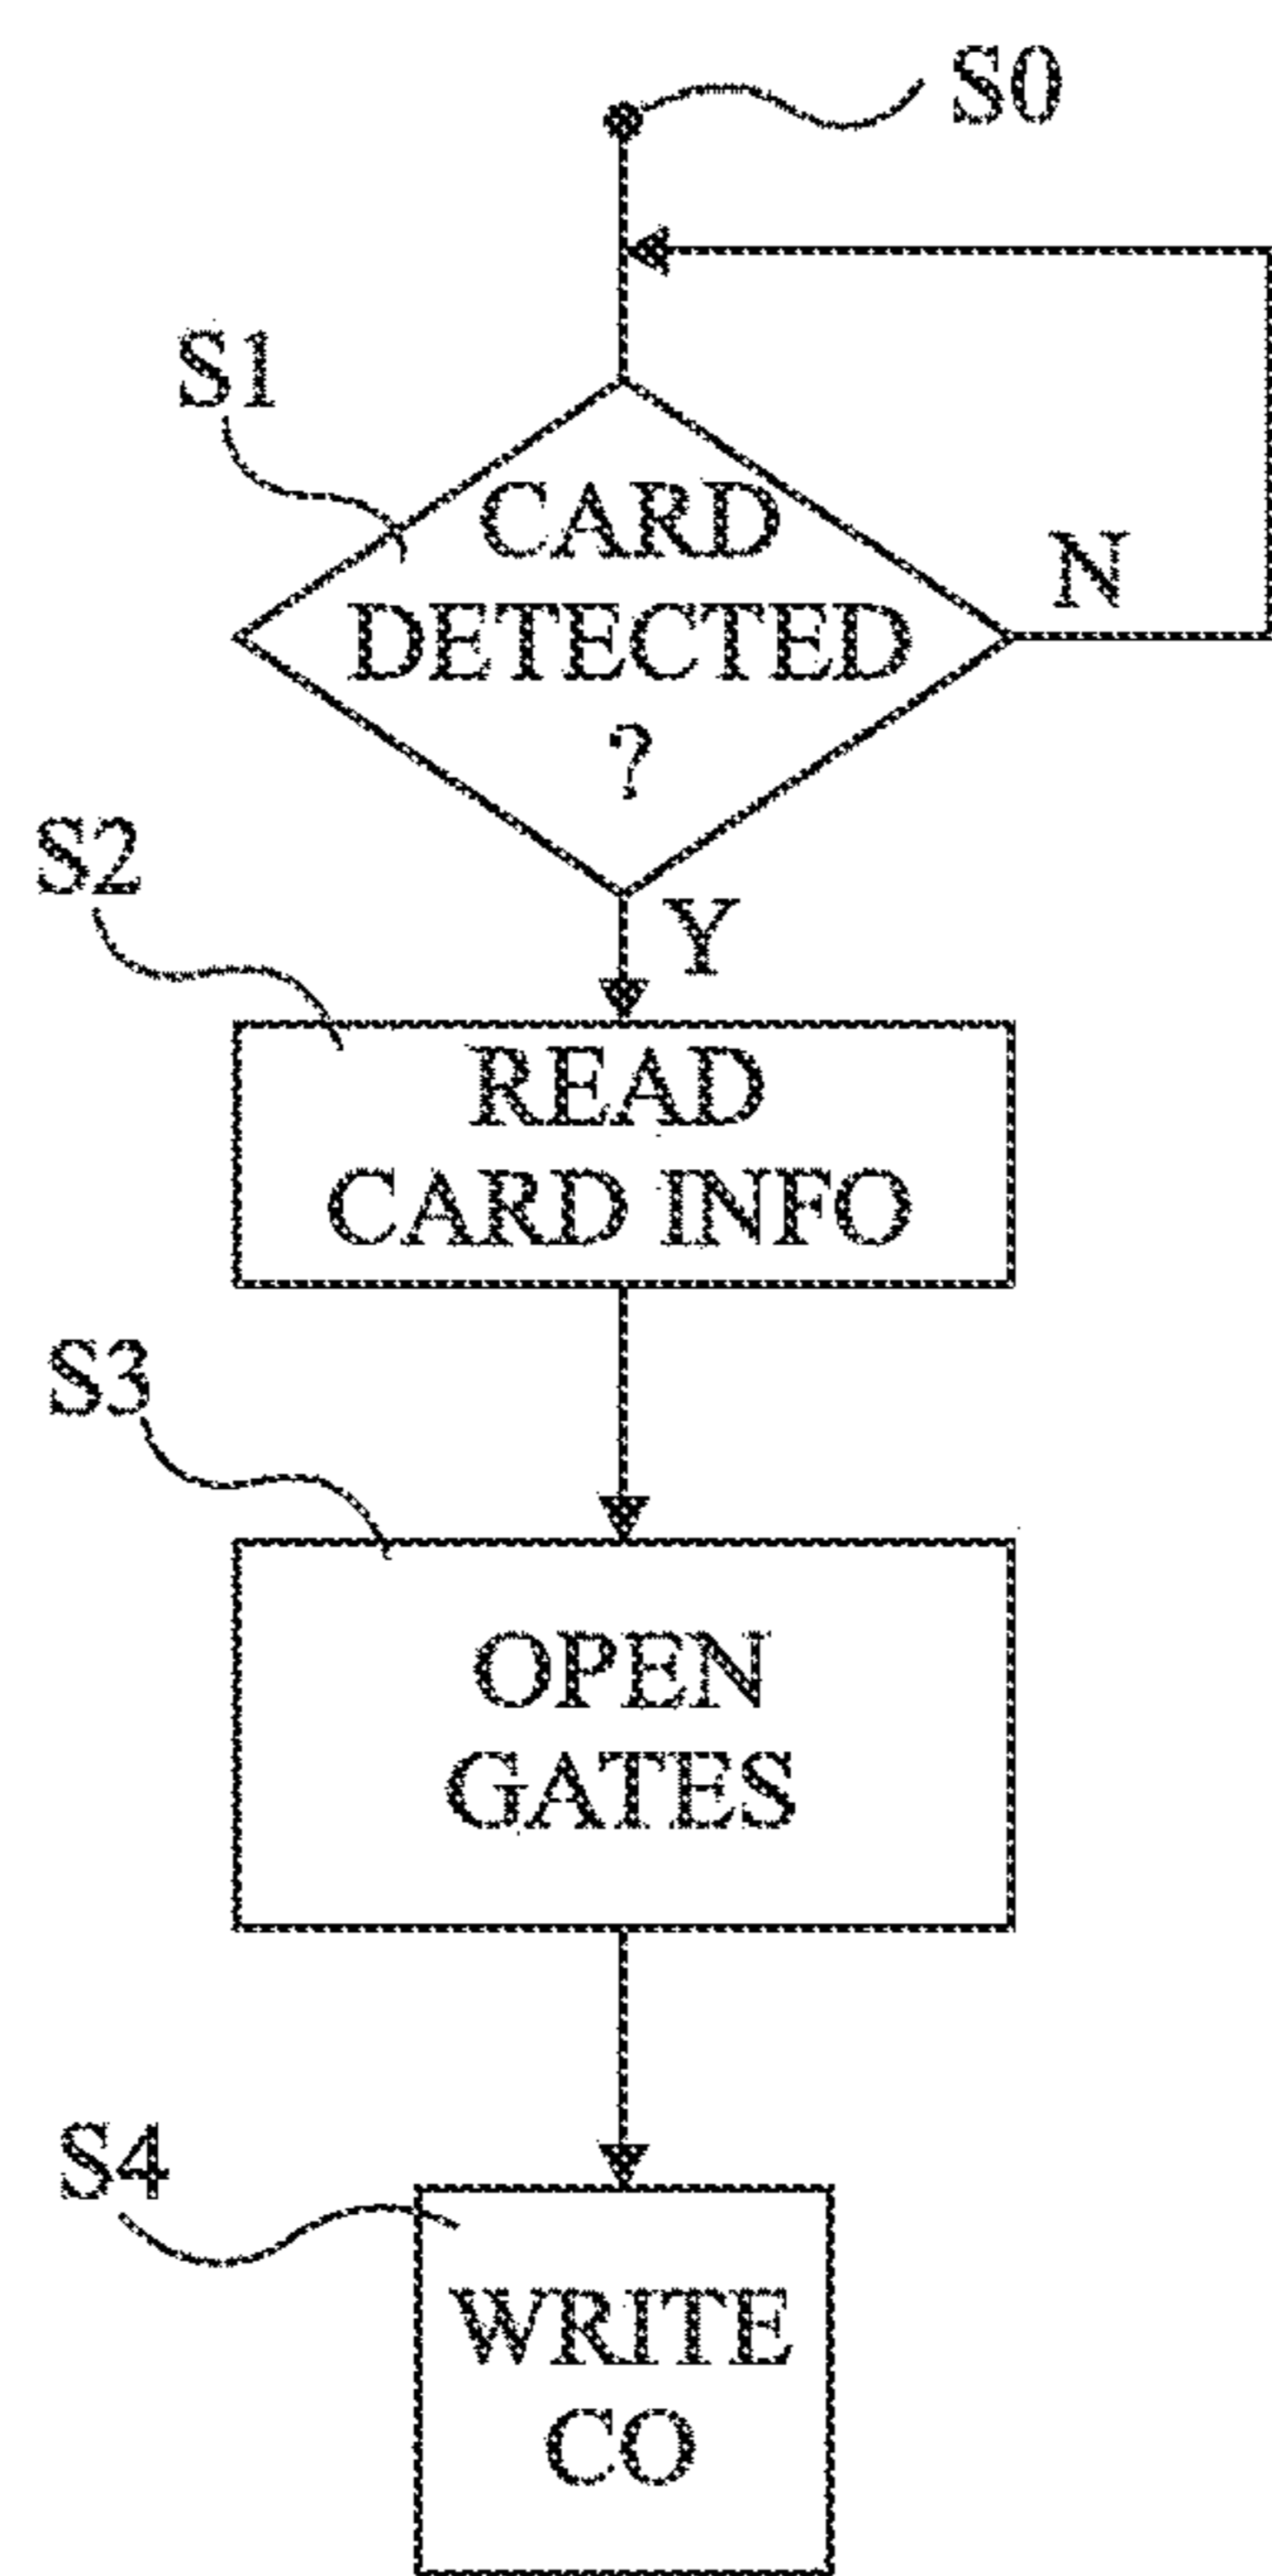 S0
S1
CARD
DETECTED
?
N
Y
S2
READ
CARD INFO
S3
OPEN
GATES
S4
WRITE
CO